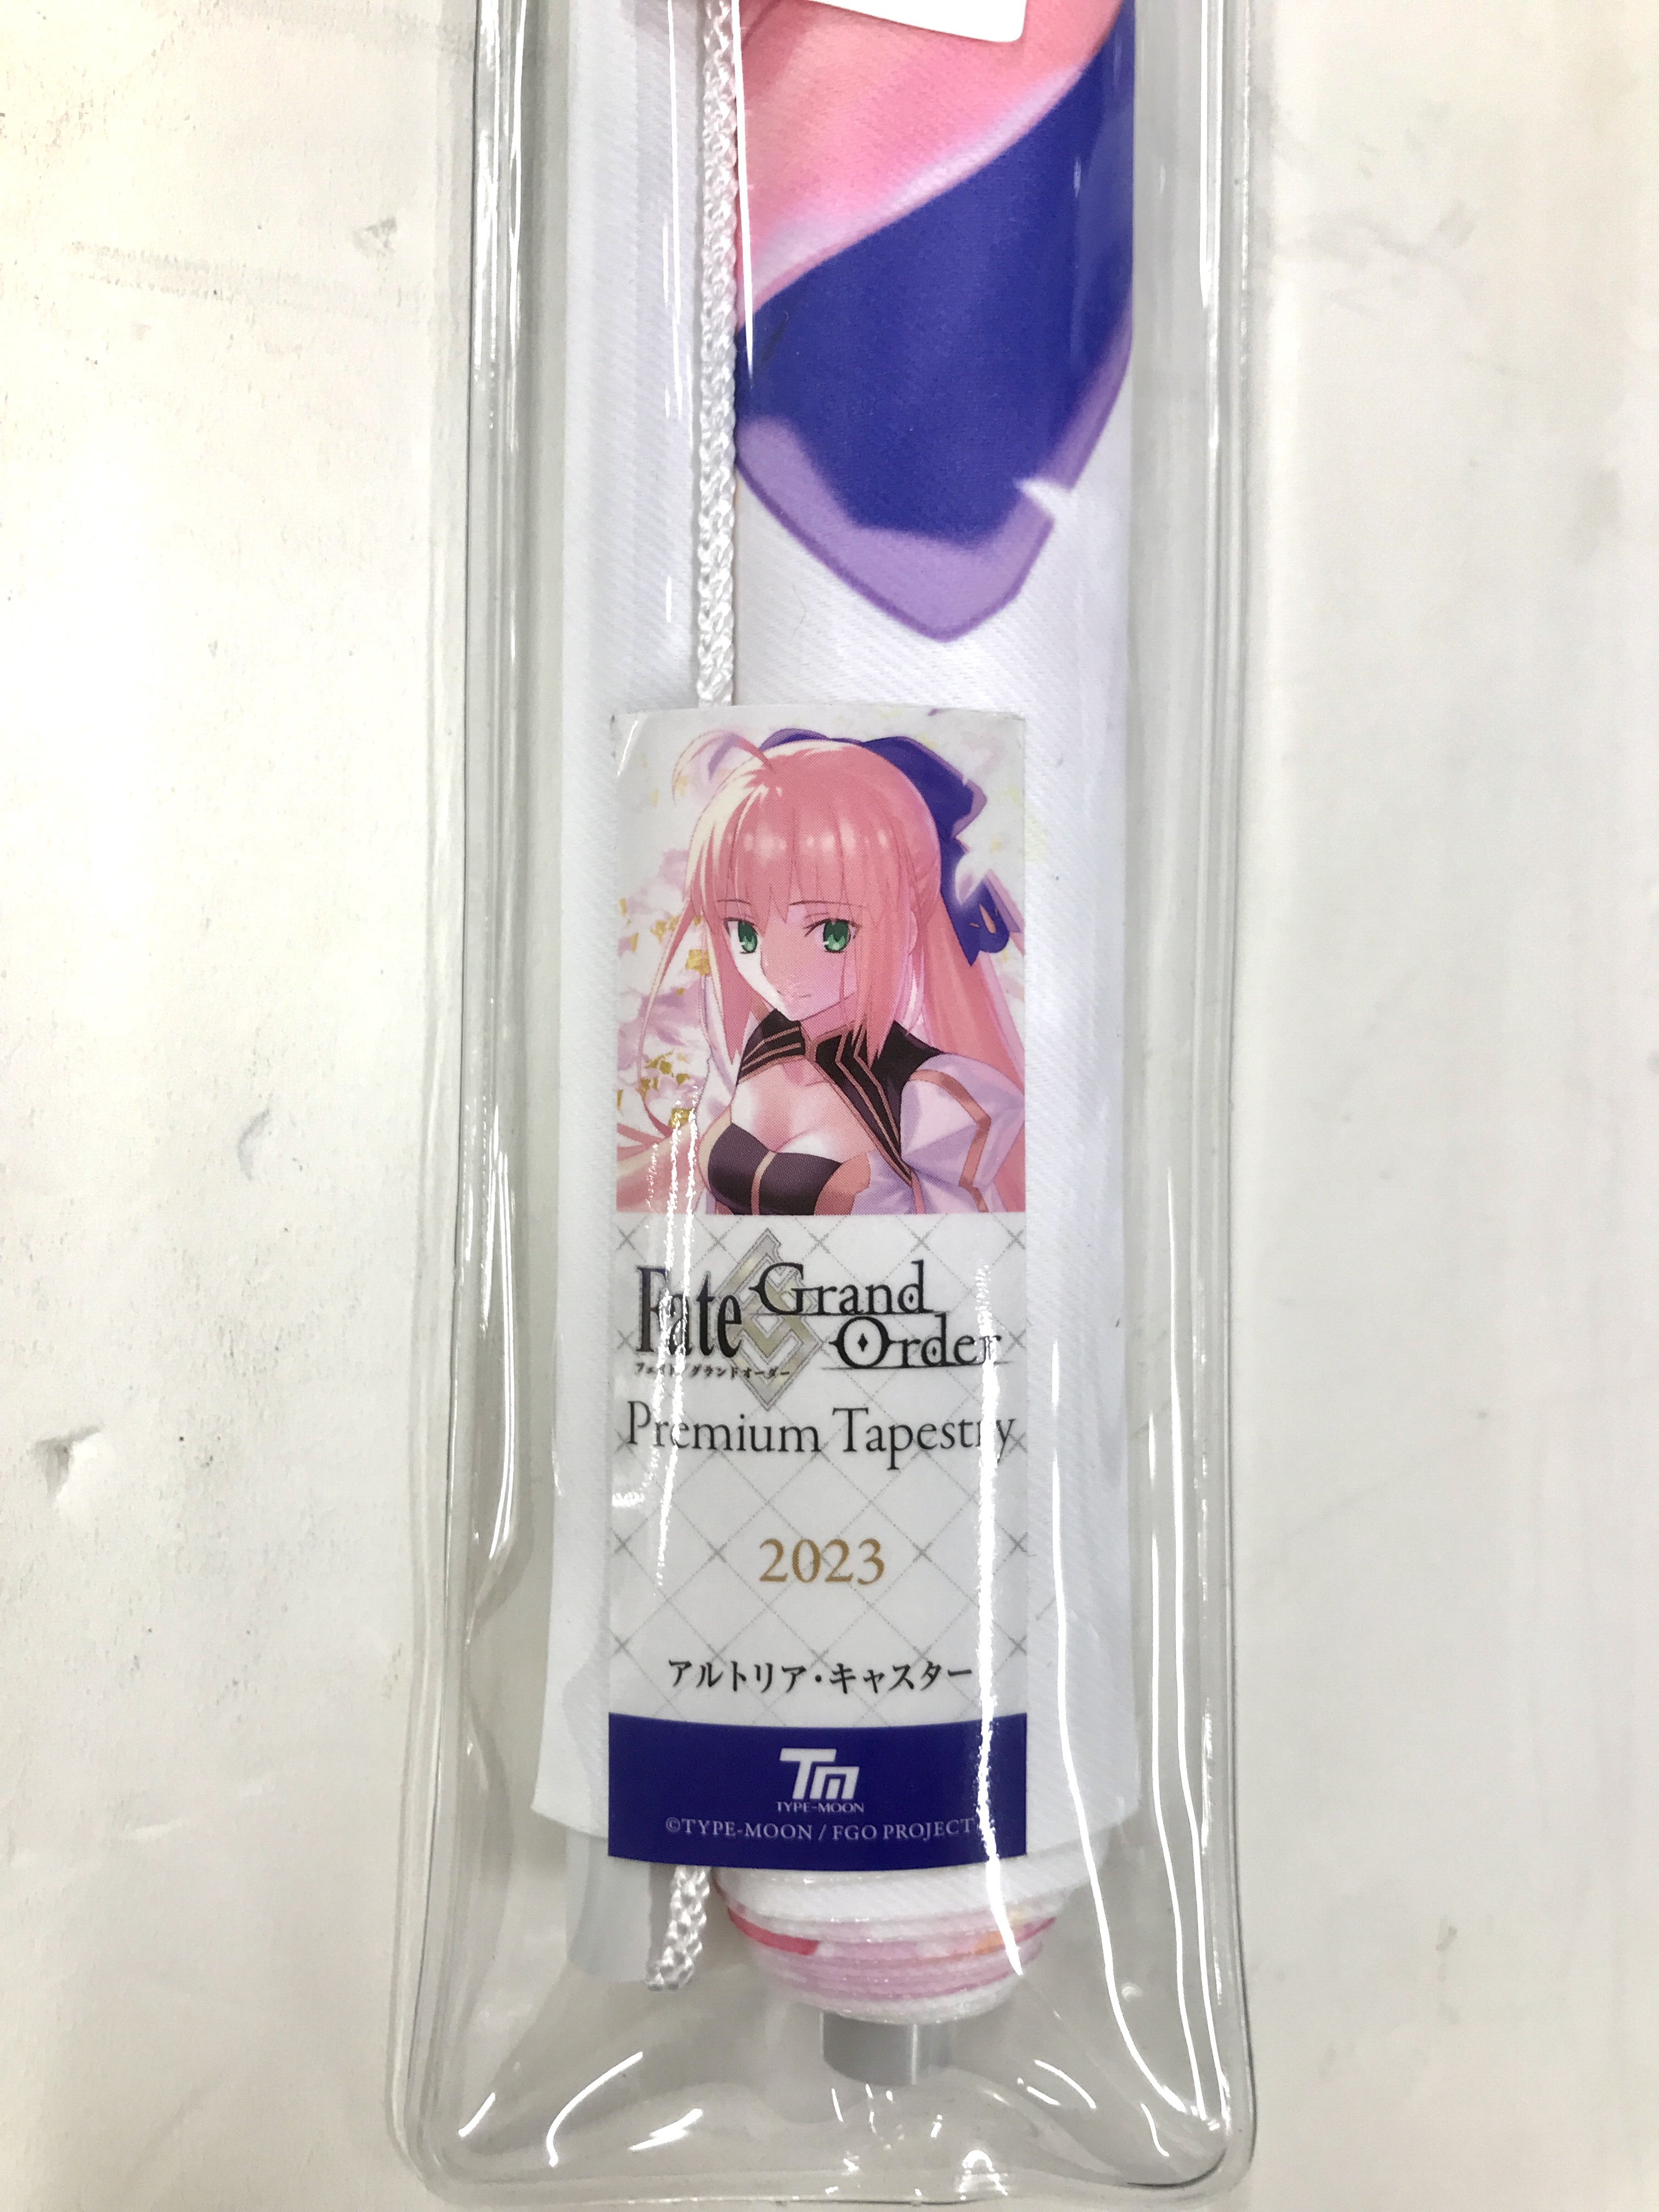 Fate Grand Order
フェイト/グランドオーダー
Premium Tapestry
2023
アルトリア・キャスター
TM
TYPE-MOON
©TYPE-MOON / FGO PROJECT